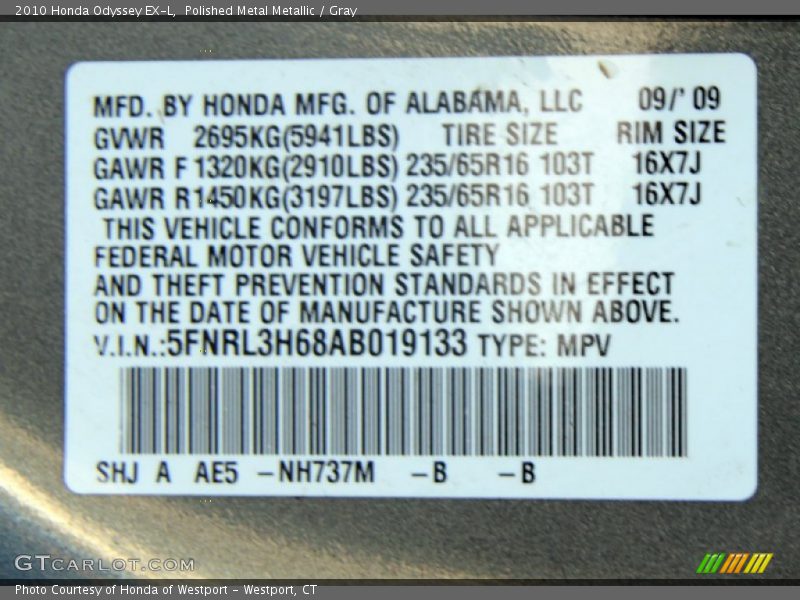 2010 Honda Odyssey EX-L,  Polished Metal Metallic / Gray
MFD. BY HONDA MFG. OF ALABAMA, LLC 09/' 09
GVWR 2695KG(5941LBS) TIRE SIZE RIM SIZE
GAWR F 1320KG(2910LBS) 235/65R16 103T 16X7J
GAWR R 1450KG(3197LBS) 235/65R16 103T 16X7J
THIS VEHICLE CONFORMS TO ALL APPLICABLE
FEDERAL MOTOR VEHICLE SAFETY
AND THEFT PREVENTION STANDARDS IN EFFECT
ON THE DATE OF MANUFACTURE SHOWN ABOVE.
V.I.N.:5FNRL3H68AB019133 TYPE: MPV
SHJ A AE5 -NH737M -B -B
GTCARLOT.COM
Photo Courtesy of Honda of Westport - Westport, CT